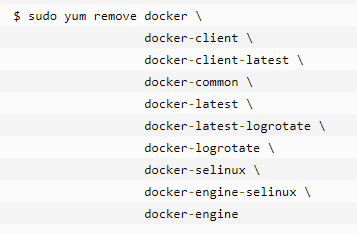 $ sudo yum remove docker \
docker-client \
docker-client-latest \
docker-common \
docker-latest \
docker-latest-logrotate \
docker-logrotate \
docker-selinux \
docker-engine-selinux \
docker-engine